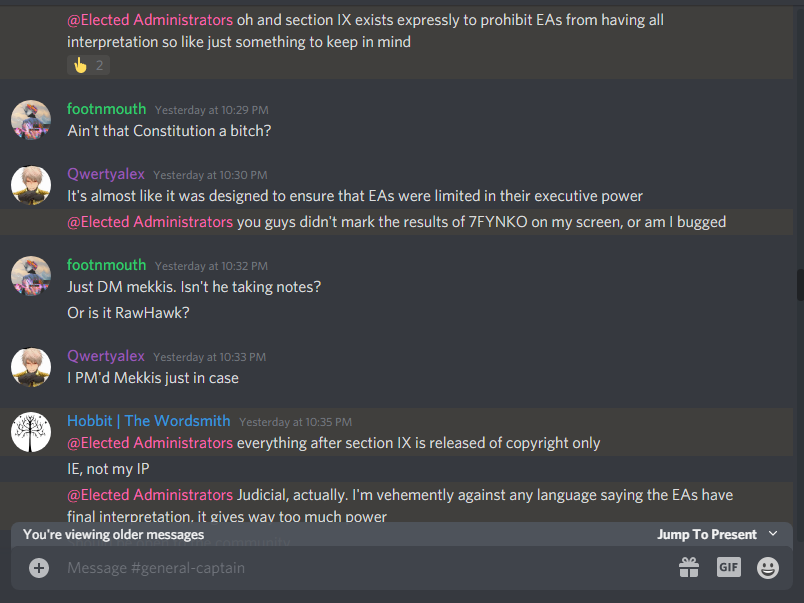 @Elected Administrators oh and section IX exists expressly to prohibit EAs from having all
interpretation so like just something to keep in mind
2
footnmouth Yesterday at 10:29 PM
Ain't that Constitution a bitch?
Qwertyalex Yesterday at 10:30 PM
It's almost like it was designed to ensure that EAs were limited in their executive power
@Elected Administrators you guys didn't mark the results of 7FYNKO on my screen, or am I bugged
footnmouth Yesterday at 10:32 PM
Just DM mekkis. Isn't he taking notes?
Or is it RawHawk?
Qwertyalex Yesterday at 10:33 PM
I PM'd Mekkis just in case
Hobbit | The Wordsmith Yesterday at 10:35 PM
@Elected Administrators everything after section IX is released of copyright only
IE, not my IP
@Elected Administrators Judicial, actually. I'm vehemently against any language saying the EAs have
final interpretation, it gives way too much power
You're viewing older messages Jump To Present
Message #general-captain GIF